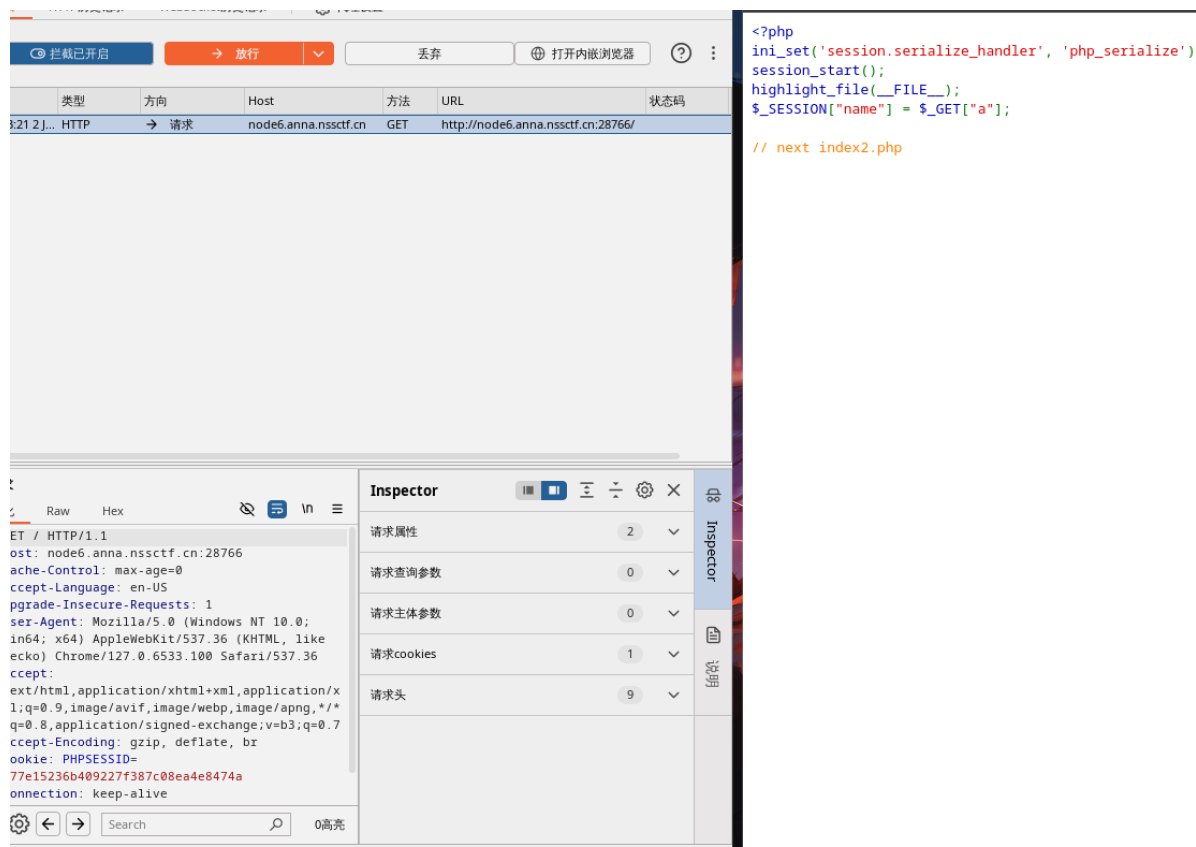 拦截已开启
放行
丢弃
打开内嵌浏览器
类型 方向 Host 方法 URL 状态码
3:21 2 J... HTTP → 请求 node6.anna.nssctf.cn GET http://node6.anna.nssctf.cn:28766/
<?php
ini_set('session.serialize_handler', 'php_serialize')
session_start();
highlight_file(__FILE__);
$_SESSION["name"] = $_GET["a"];
// next index2.php
Raw Hex
\n
ET / HTTP/1.1
ost: node6.anna.nssctf.cn:28766
ache-Control: max-age=0
ccept-Language: en-US
pgrade-Insecure-Requests: 1
ser-Agent: Mozilla/5.0 (Windows NT 10.0;
in64; x64) AppleWebKit/537.36 (KHTML, like
ecko) Chrome/127.0.6533.100 Safari/537.36
ccept:
ext/html,application/xhtml+xml,application/x
l;q=0.9,image/avif,image/webp,image/apng,*/*
q=0.8,application/signed-exchange;v=b3;q=0.7
ccept-Encoding: gzip, deflate, br
ookie: PHPSESSID=
77e15236b409227f387c08ea4e8474a
onnection: keep-alive
Search
0高亮
Inspector
请求属性 2
请求查询参数 0
请求主体参数 0
请求cookies 1
请求头 9
Inspector
说明